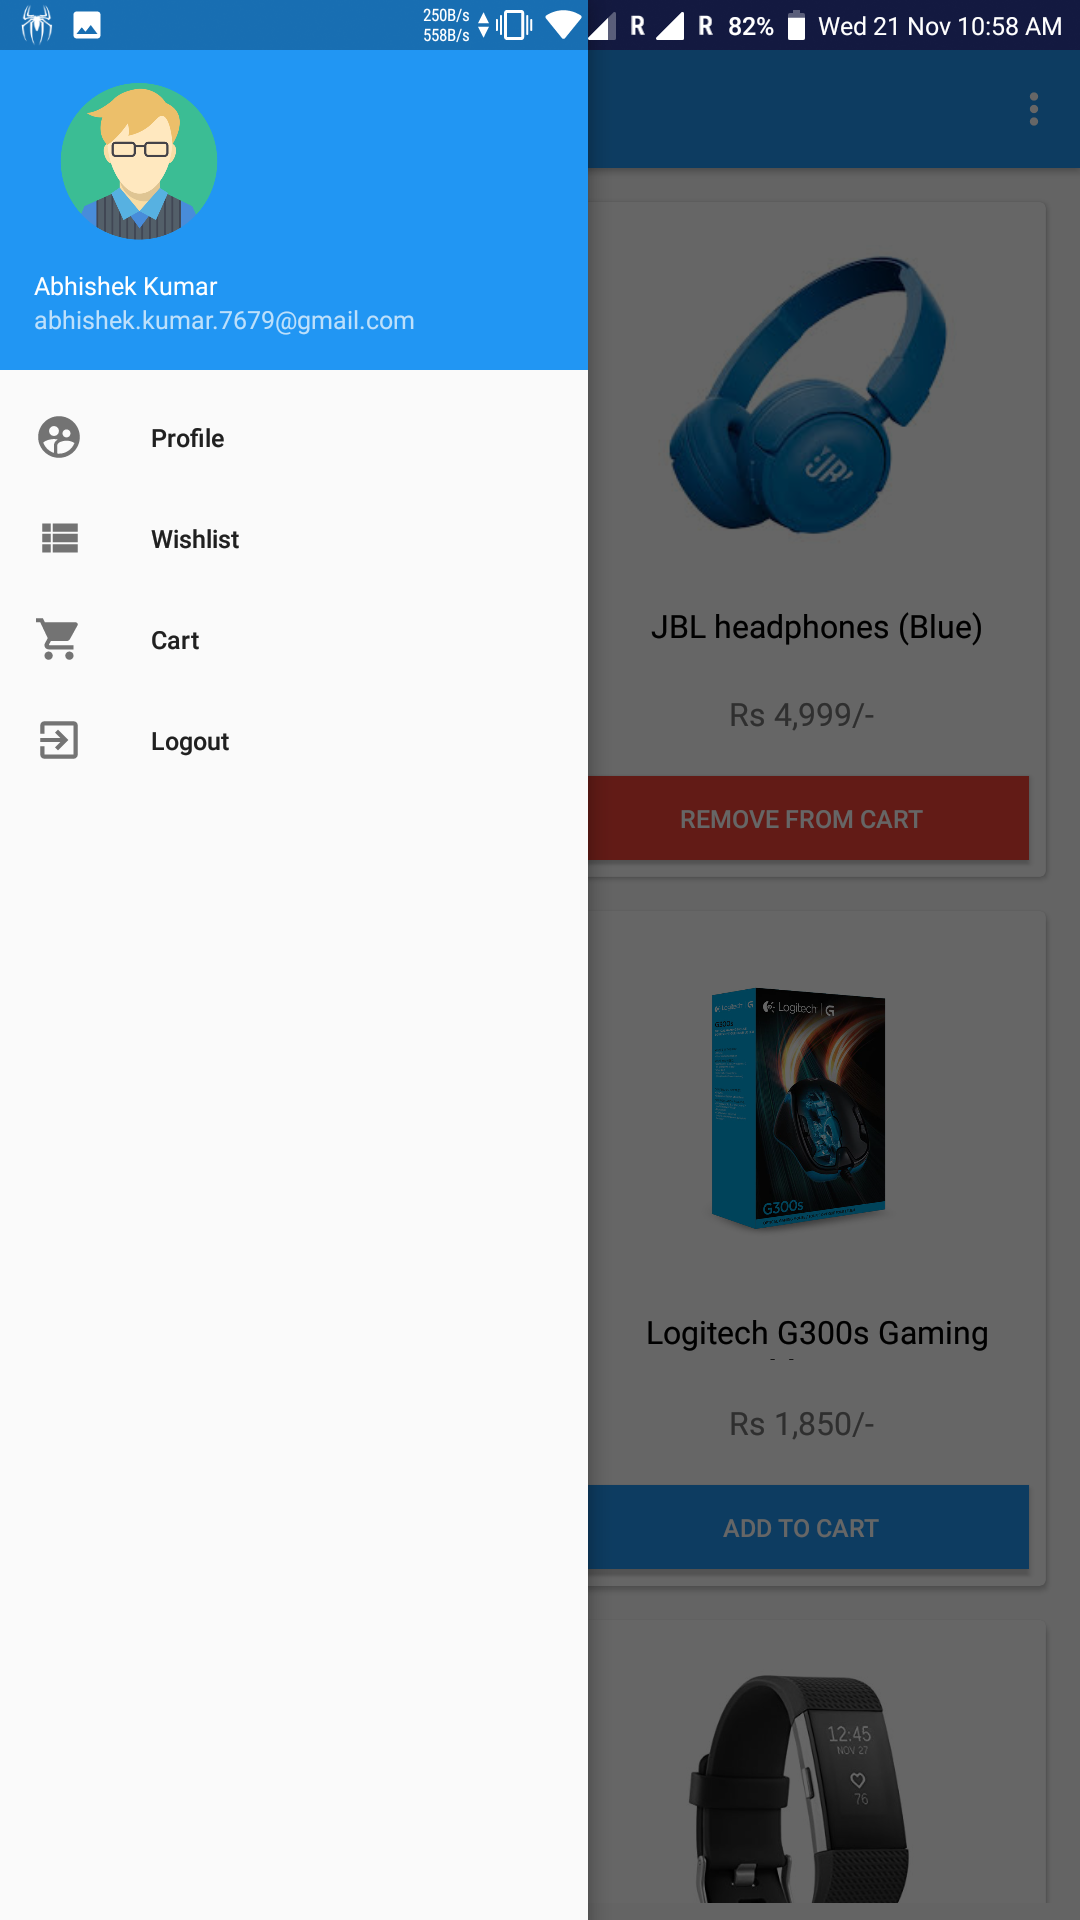 250B/s
558B/s
R
R
82%
Wed 21 Nov 10:58 AM
Abhishek Kumar
abhishek.kumar.7679@gmail.com
Profile
Wishlist
Cart
Logout
JBL
JBL headphones (Blue)
Rs 4,999/-
REMOVE FROM CART
Logitech G
G300s
Logitech G300s Gaming
Rs 1,850/-
ADD TO CART
12:45
NOV 27
76